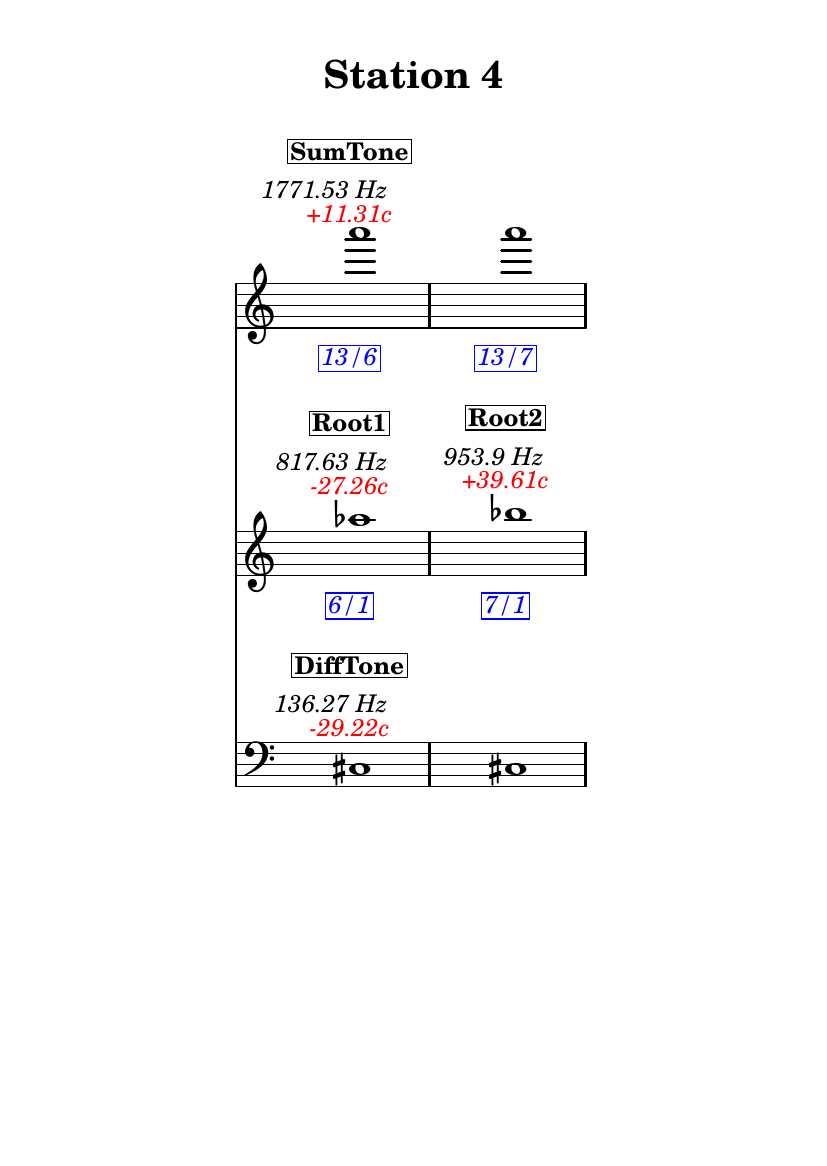 Station 4
SumTone
1771.53 Hz
+11.31c
13/6 13/7
Root1 Root2
817.63 Hz 953.9 Hz
-27.26c +39.61c
6/1 7/1
DiffTone
136.27 Hz
-29.22c